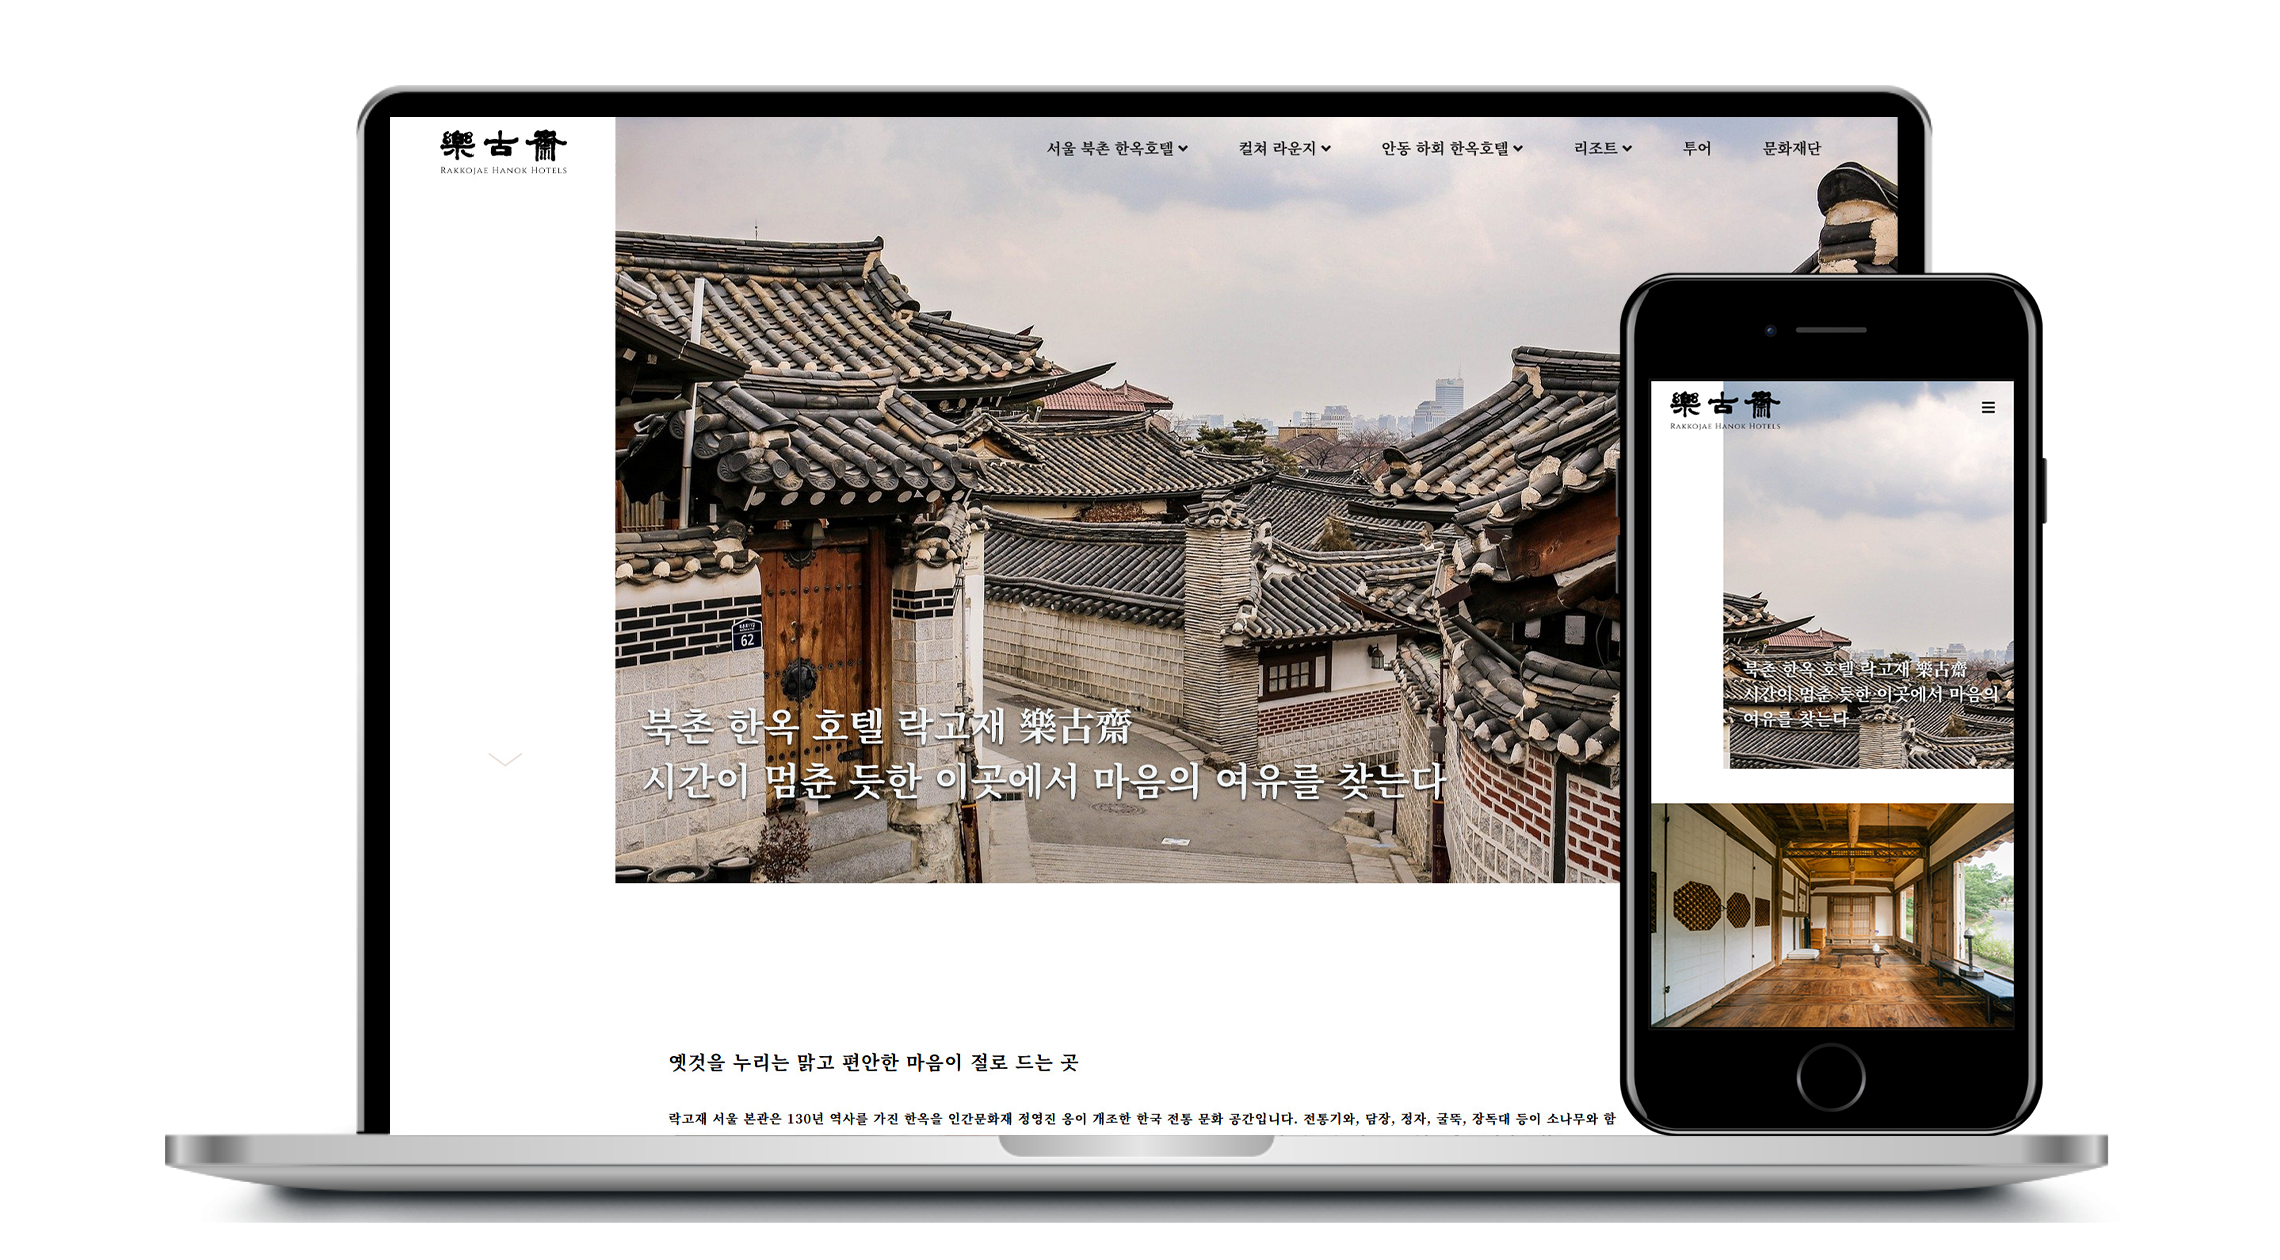 樂古齋
RAKKOJAE HANOK HOTELS
서울 북촌 한옥호텔
컬쳐 라운지
안동 하회 한옥호텔
리조트
투어
문화재단
62
북촌 한옥 호텔 락고재 樂古齋
시간이 멈춘 듯한 이곳에서 마음의 여유를 찾는다
옛것을 누리는 맑고 편안한 마음이 절로 드는 곳
락고재 서울 본관은 130년 역사를 가진 한옥을 인간문화재 정영진 옹이 개조한 한국 전통 문화 공간입니다. 전통기와, 담장, 정자, 굴뚝, 장독대 등이 소나무와 함
樂古齋
RAKKOJAE HANOK HOTELS
북촌 한옥 호텔 락고재 樂古齋
시간이 멈춘 듯한 이곳에서 마음의
여유를 찾는다